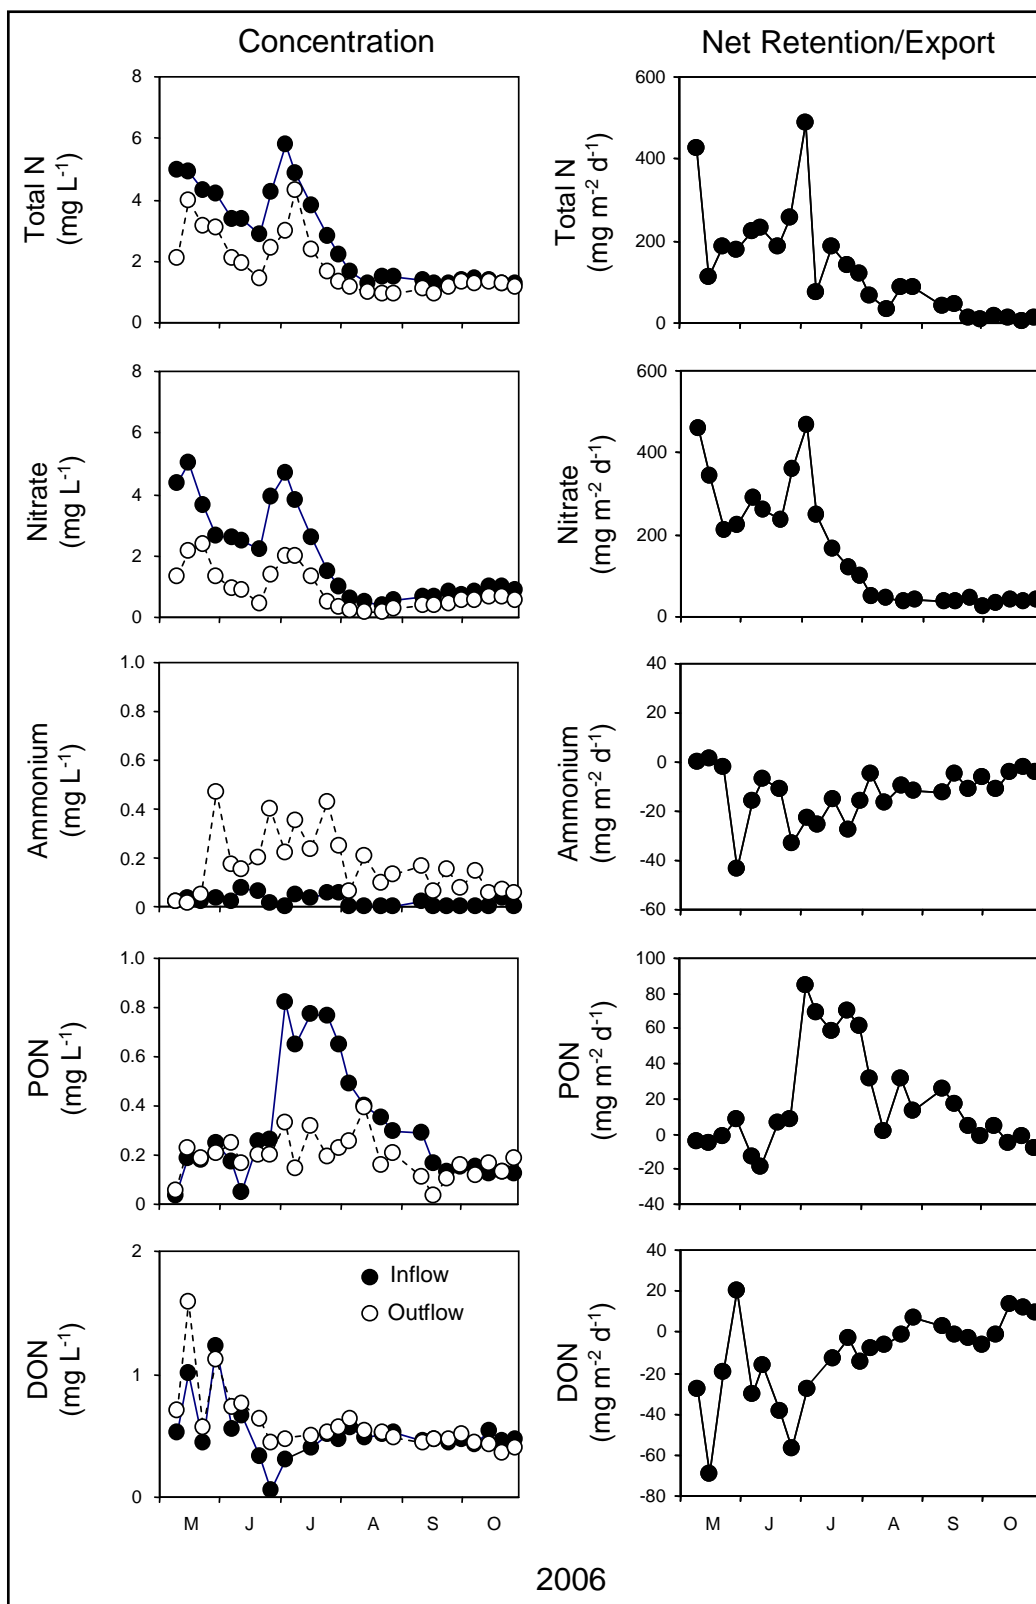 Concentration
Net Retention/Export
Total N
(mg L⁻¹)
8
6
4
2
0
Total N
(mg m⁻² d⁻¹)
600
400
200
0
Nitrate
(mg L⁻¹)
8
6
4
2
0
Nitrate
(mg m⁻² d⁻¹)
600
400
200
0
Ammonium
(mg L⁻¹)
1.0
0.8
0.6
0.4
0.2
0
Ammonium
(mg m⁻² d⁻¹)
40
20
0
-20
-40
-60
PON
(mg L⁻¹)
1.0
0.8
0.6
0.4
0.2
0
PON
(mg m⁻² d⁻¹)
100
80
60
40
20
0
-20
-40
DON
(mg L⁻¹)
2
1
0
Inflow
Outflow
M J J A S O
DON
(mg m⁻² d⁻¹)
40
20
0
-20
-40
-60
-80
M J J A S O
2006